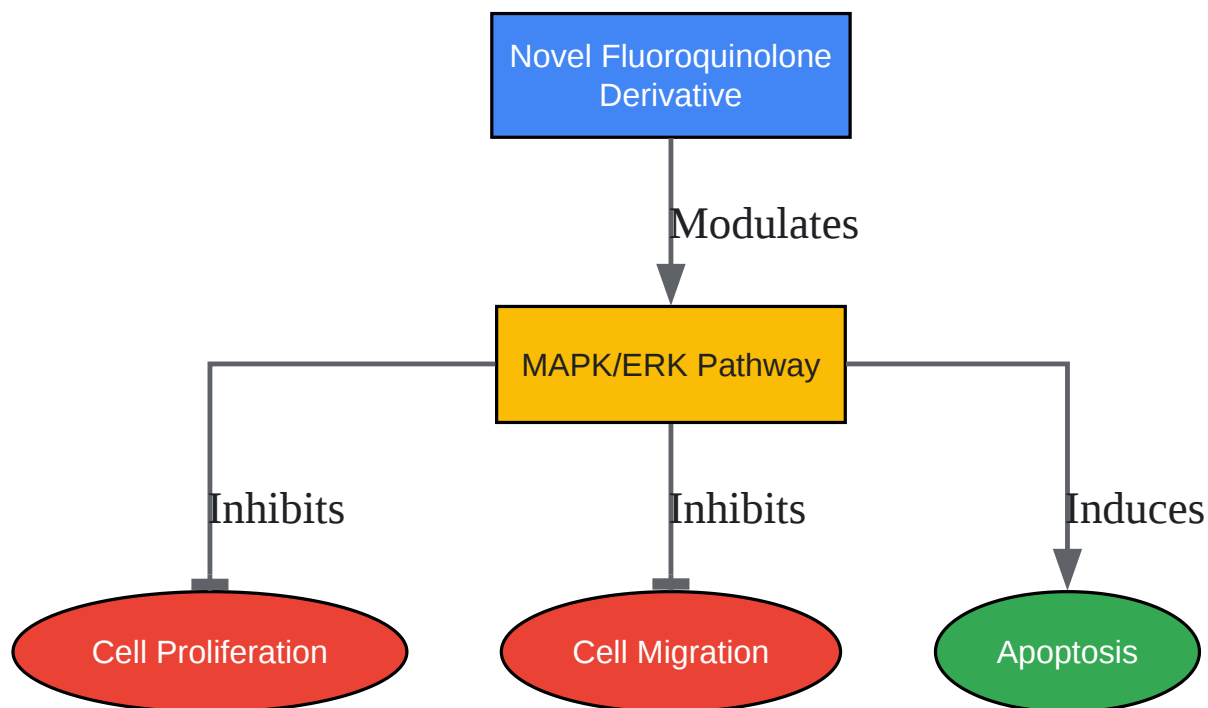 Novel Fluoroquinolone
Derivative
Modulates
MAPK/ERK Pathway
Inhibits
Inhibits
Induces
Cell Proliferation
Cell Migration
Apoptosis